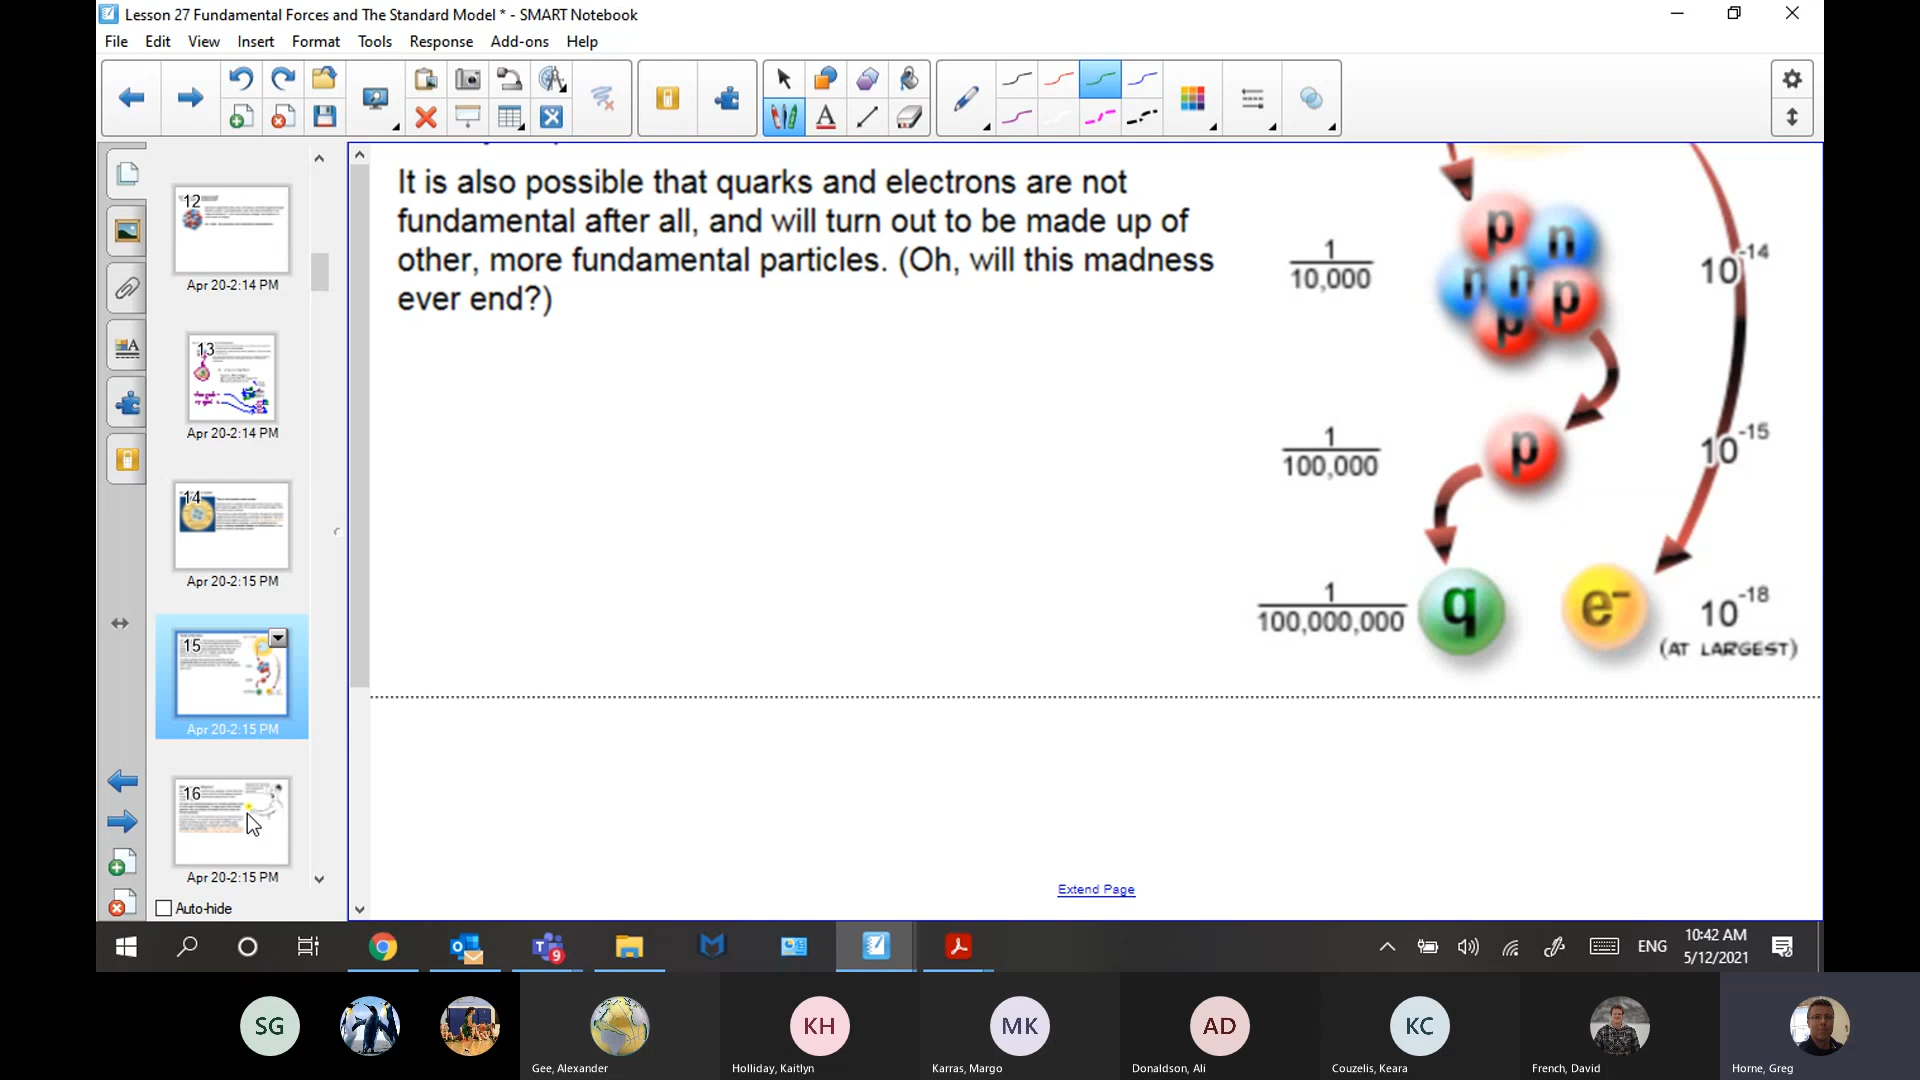 Lesson 27 Fundamental Forces and The Standard Model * - SMART Notebook
File Edit View Insert Format Tools Response Add-ons Help
12
Apr 20-2:14 PM
13
Apr 20-2:14 PM
14
Apr 20-2:15 PM
15
Apr 20-2:15 PM
16
Apr 20-2:15 PM
Auto-hide
It is also possible that quarks and electrons are not
fundamental after all, and will turn out to be made up of
other, more fundamental particles. (Oh, will this madness
ever end?)
1
10,000
p n
n n p
p
10^-14
1
100,000
p
10^-15
1
100,000,000
q
e⁻
10^-18
(AT LARGEST)
Extend Page
9
ENG
10:42 AM
5/12/2021
SG
KH
MK
AD
KC
Gee, Alexander
Holliday, Kaitlyn
Karras, Margo
Donaldson, Ali
Couzelis, Keara
French, David
Horne, Greg